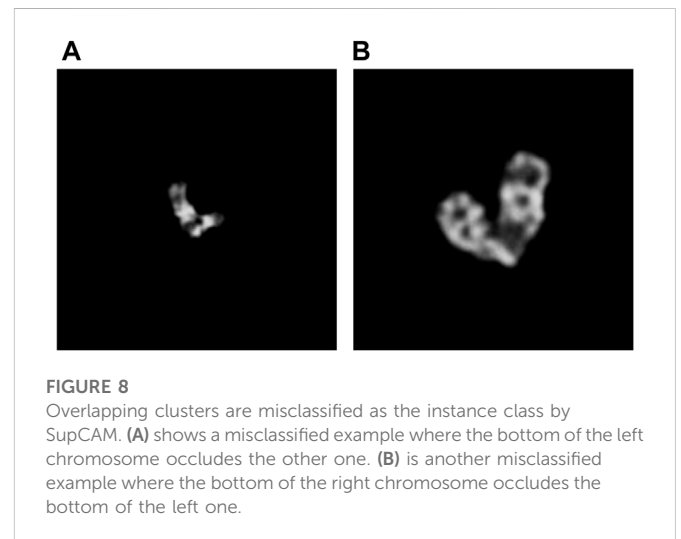 A B
FIGURE 8
Overlapping clusters are misclassified as the instance class by
SupCAM. (A) shows a misclassified example where the bottom of the left
chromosome occludes the other one. (B) is another misclassified
example where the bottom of the right chromosome occludes the
bottom of the left one.